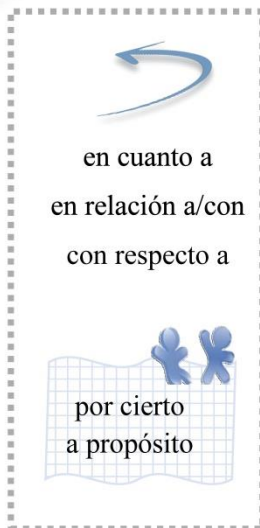 en cuanto a
en relación a/con
con respecto a
por cierto
a propósito